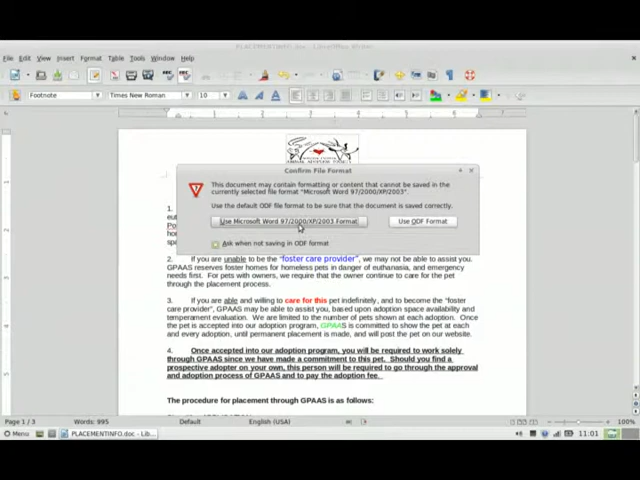 PLACEMENTINFO.doc - LibreOffice Writer
File Edit View Insert Format Table Tools Window Help
Footnote Times New Roman 10
Confirm File Format
This document may contain formatting or content that cannot be saved in the
currently selected file format "Microsoft Word 97/2000/XP/2003".
Use the default ODF file format to be sure that the document is saved correctly.
Use Microsoft Word 97/2000/XP/2003 Format Use ODF Format
Ask when not saving in ODF format
1.
2. If you are unable to be the "foster care provider", we may not be able to assist you.
GPAAS reserves foster homes for homeless pets in danger of euthanasia, and emergency
needs first. For pets with owners, we require that the owner continue to care for the pet
through the placement process.
3. If you are able and willing to care for this pet indefinitely, and to become the "foster
care provider", GPAAS may be able to assist you, based upon adoption space availability and
temperament evaluation. We are limited to the number of pets shown at each adoption. Once
the pet is accepted into our adoption program, GPAAS is committed to show the pet at each
and every adoption, until permanent placement is made, and will post the pet on our website.
4. Once accepted into our adoption program, you will be required to work solely
through GPAAS since we have made a commitment to this pet. Should you find a
prospective adopter on your own, this person will be required to go through the approval
and adoption process of GPAAS and to pay the adoption fee.
The procedure for placement through GPAAS is as follows:
Page 1 / 3 Words: 995 Default English (USA) 100%
Menu PLACEMENTINFO.doc - Lib... 11:01